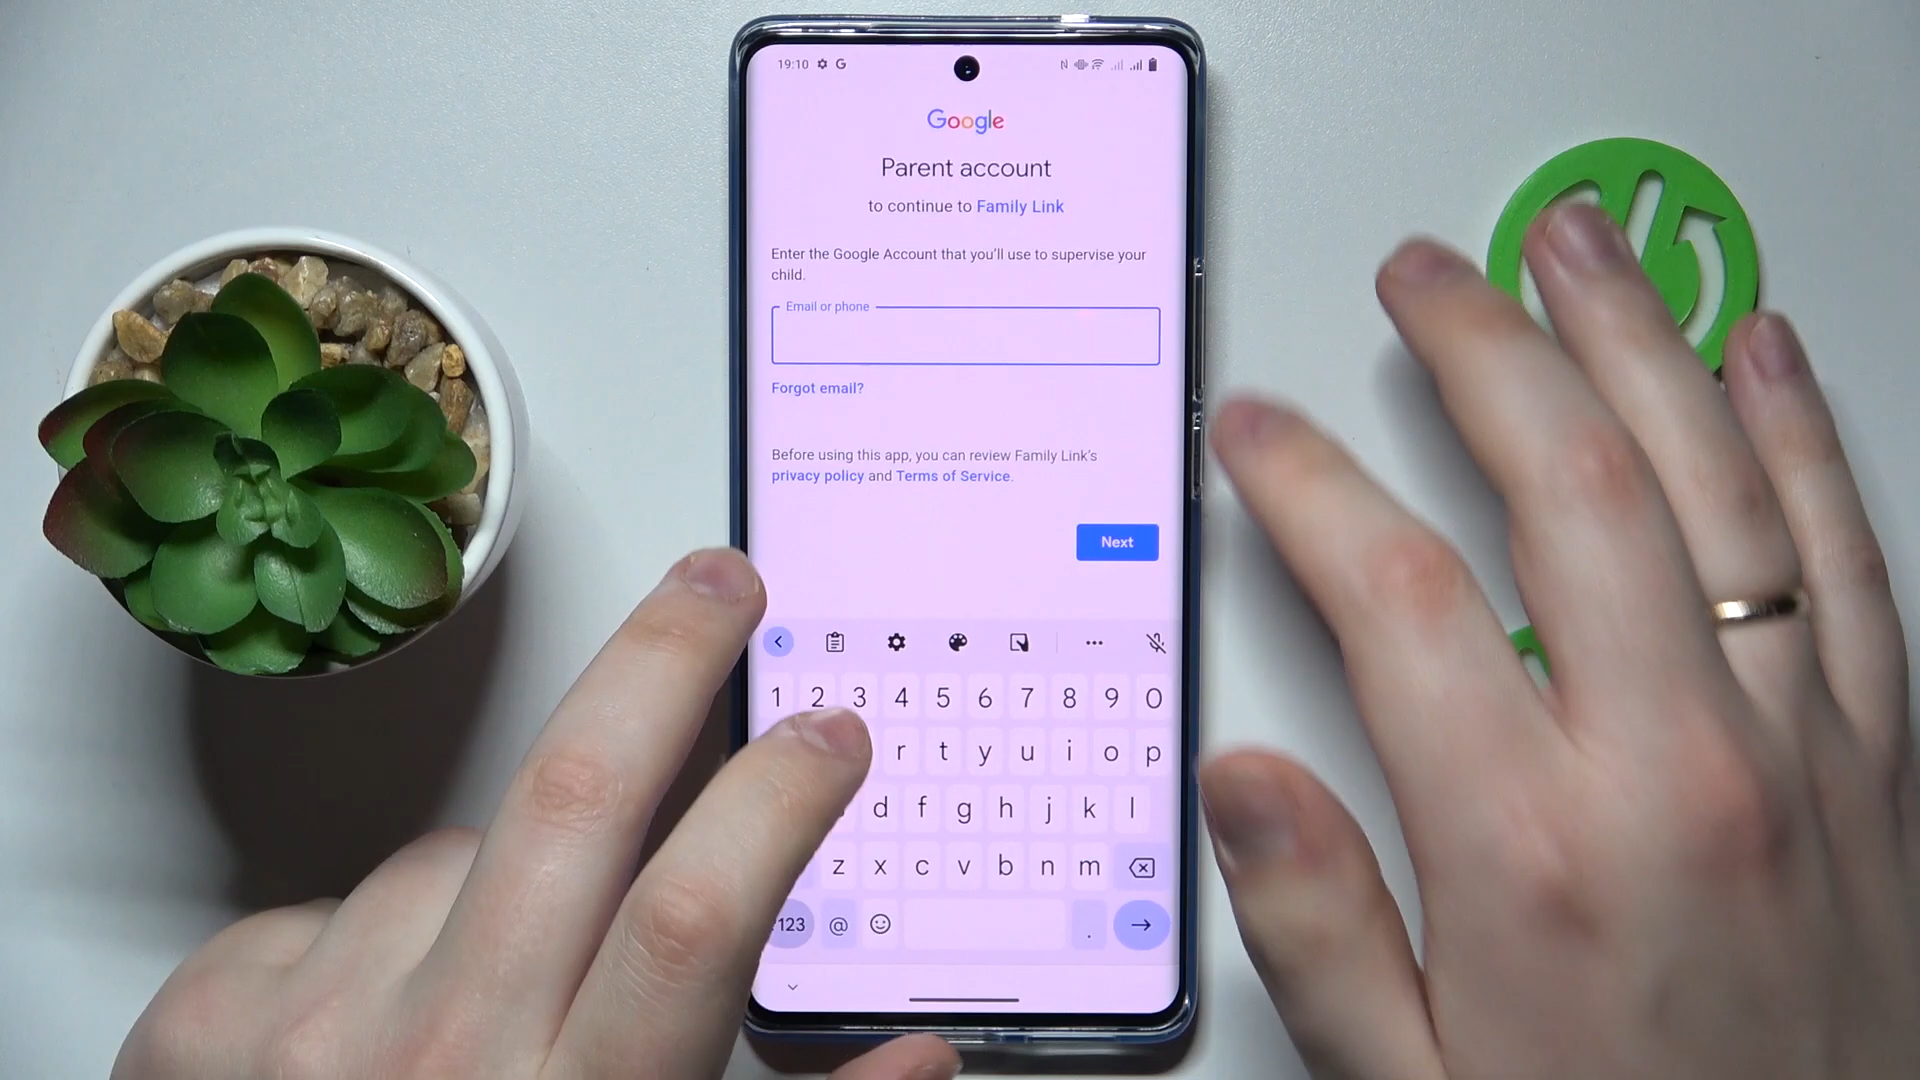 19:10
Google
Parent account
to continue to Family Link
Enter the Google Account that you'll use to supervise your
child.
Email or phone
Forgot email?
Before using this app, you can review Family Link's
privacy policy and Terms of Service.
Next
1 2 3 4 5 6 7 8 9 0
r t y u i o p
d f g h j k l
z x c v b n m
?123 @ .